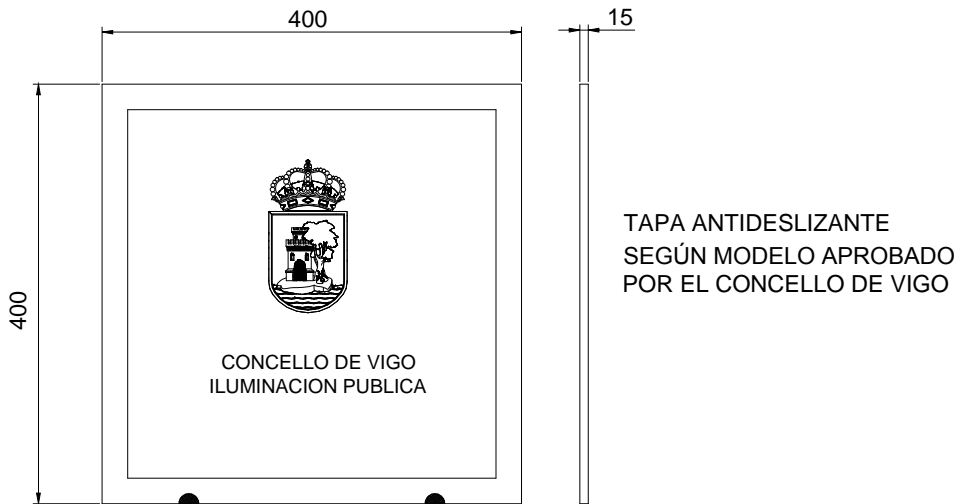 400
15
400
TAPA ANTIDESLIZANTE
SEGÚN MODELO APROBADO
POR EL CONCELLO DE VIGO
CONCELLO DE VIGO
ILUMINACION PUBLICA